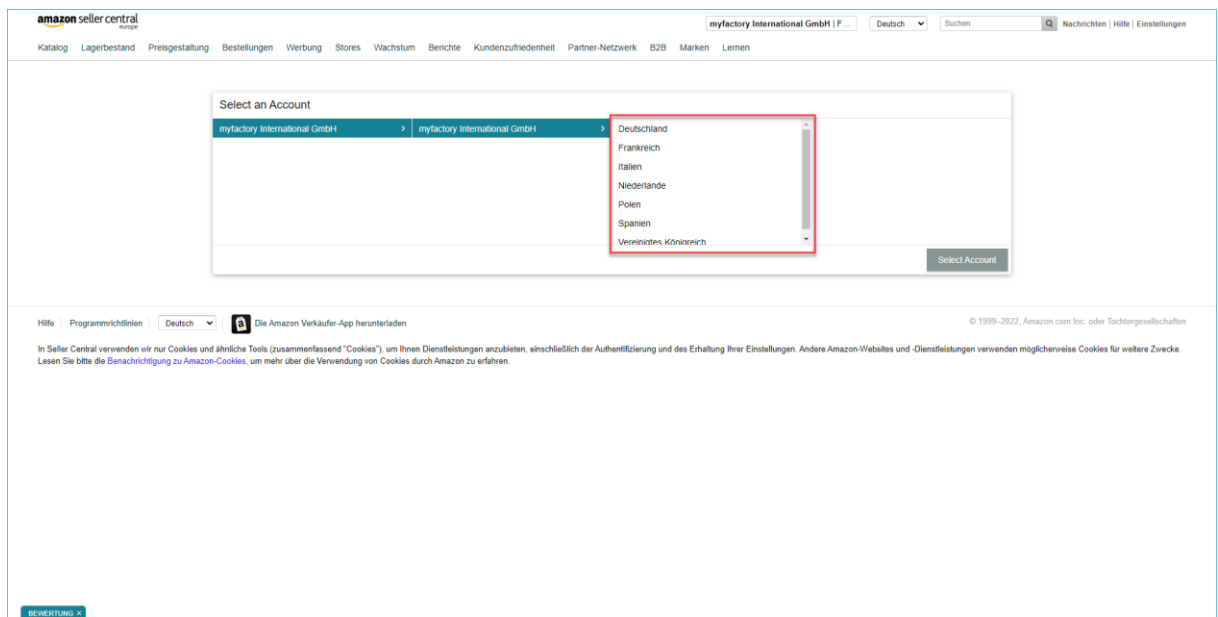 amazon seller central
europe
myfactory International GmbH | F...
Deutsch
Suchen
Nachrichten | Hilfe | Einstellungen
Katalog Lagerbestand Preisgestaltung Bestellungen Werbung Stores Wachstum Berichte Kundenzufriedenheit Partner-Netzwerk B2B Marken Lernen
Select an Account
myfactory International GmbH
myfactory International GmbH
Deutschland
Frankreich
Italien
Niederlande
Polen
Spanien
Vereinigtes Königreich
Select Account
Hilfe Programmrichtlinien Deutsch Die Amazon Verkäufer-App herunterladen
© 1999–2022, Amazon.com Inc. oder Tochtergesellschaften
In Seller Central verwenden wir nur Cookies und ähnliche Tools (zusammenfassend "Cookies"), um Ihnen Dienstleistungen anzubieten, einschließlich der Authentifizierung und des Erhaltung Ihrer Einstellungen. Andere Amazon-Websites und -Dienstleistungen verwenden möglicherweise Cookies für weitere Zwecke.
Lesen Sie bitte die Benachrichtigung zu Amazon-Cookies, um mehr über die Verwendung von Cookies durch Amazon zu erfahren.
BEWERTUNG ×